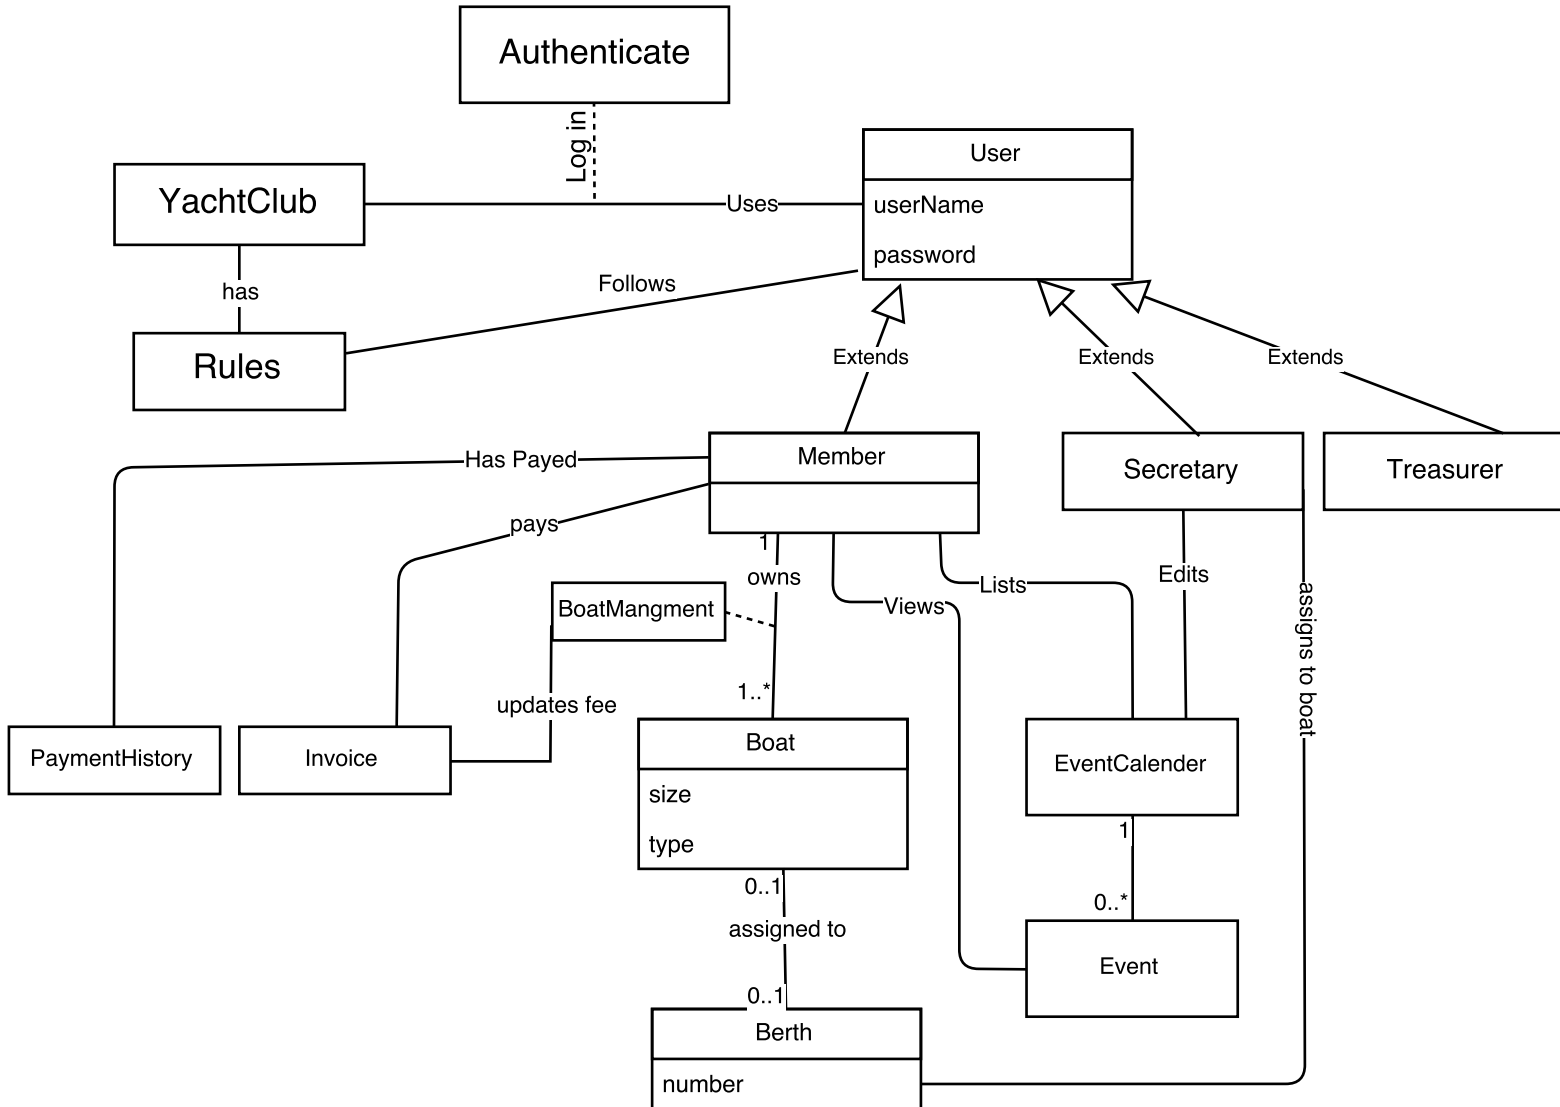 Authenticate
Log in
User
YachtClub
Uses
userName
password
Follows
has
Rules
Extends
Extends
Extends
Has Payed
Member
Secretary
Treasurer
pays
1
owns
Lists
Edits
BoatMangment
Views
assigns to boat
1..*
updates fee
PaymentHistory
Invoice
Boat
EventCalender
size
type
1
0..1
0..*
assigned to
Event
0..1
Berth
number